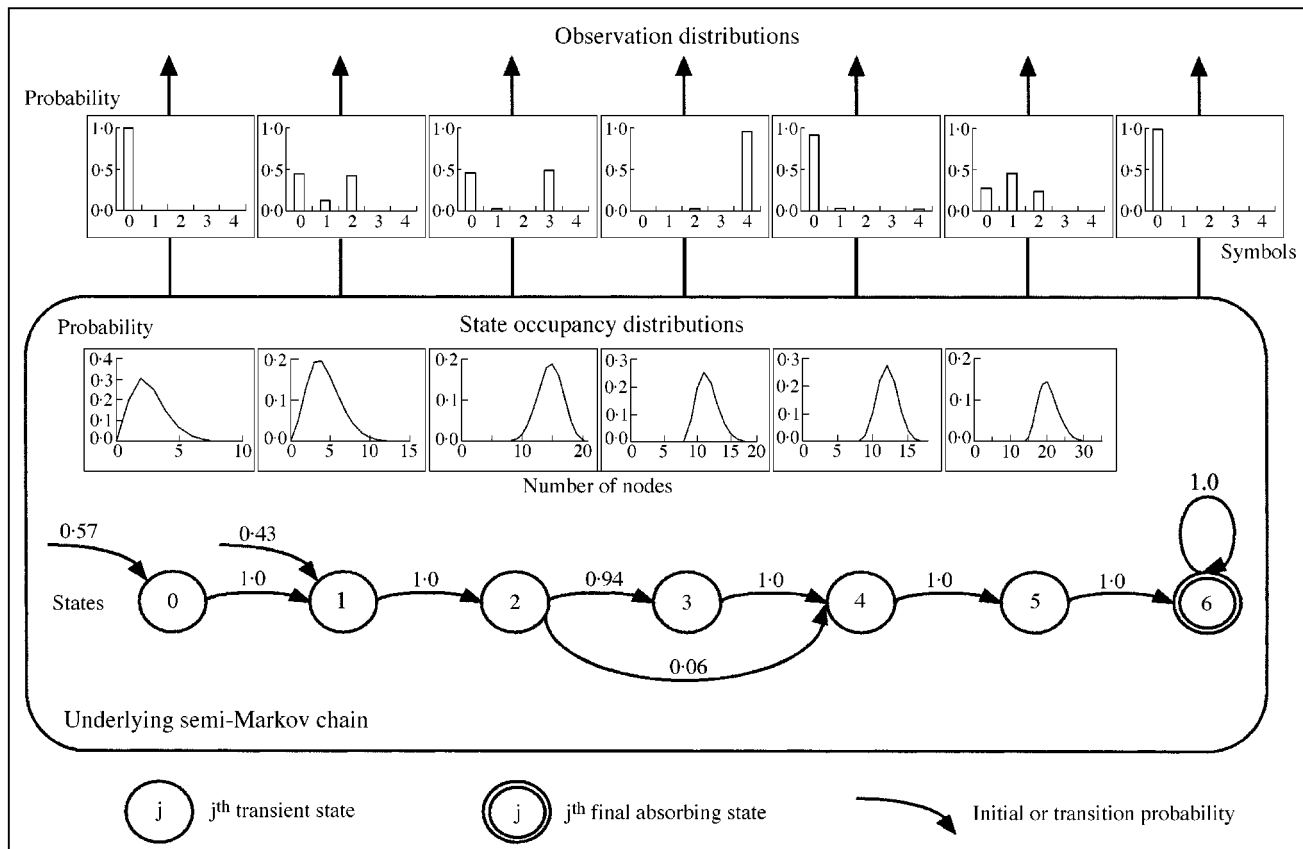 Observation distributions
Probability
1·0 0·5 0·0 0 1 2 3 4
1·0 0·5 0·0 0 1 2 3 4
1·0 0·5 0·0 0 1 2 3 4
1·0 0·5 0·0 0 1 2 3 4
1·0 0·5 0·0 0 1 2 3 4
1·0 0·5 0·0 0 1 2 3 4
1·0 0·5 0·0 0 1 2 3 4
Symbols
Probability
State occupancy distributions
0·4 0·3 0·2 0·1 0·0 0 5 10
0·2 0·1 0·0 0 5 10 15
0·2 0·1 0·0 0 10 20
0·3 0·2 0·1 0·0 0 10 15 20
0·3 0·2 0·1 0·0 0 10 15
0·2 0·1 0·0 0 10 20 30
Number of nodes
1.0
0·57 0·43
1·0 1·0 0·94 1·0 1·0 1·0
States 0 1 2 3 4 5 6
0·06
Underlying semi-Markov chain
j jth transient state
j jth final absorbing state
Initial or transition probability